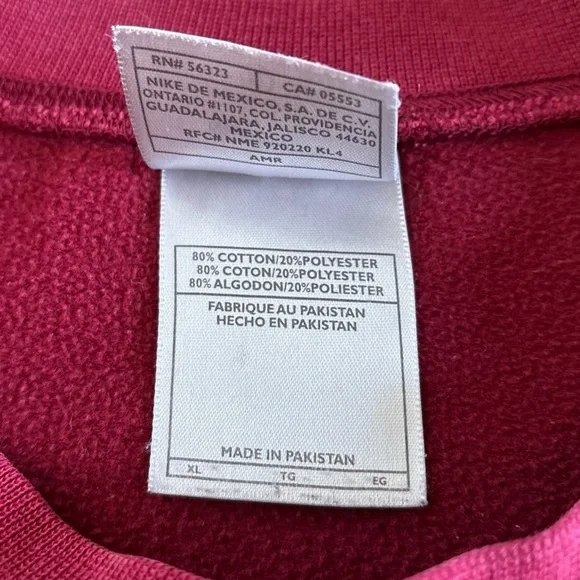 RN# 56323 CA# 05553
NIKE DE MEXICO, S.A. DE C.V.
ONTARIO #1107, COL. PROVIDENCIA
GUADALAJARA, JALISCO 44630
MEXICO
RFC# NME 920220 KL4
AMR
80% COTTON/20%POLYESTER
80% COTON/20%POLYESTER
80% ALGODON/20%POLIESTER
FABRIQUE AU PAKISTAN
HECHO EN PAKISTAN
MADE IN PAKISTAN
XL TG EG